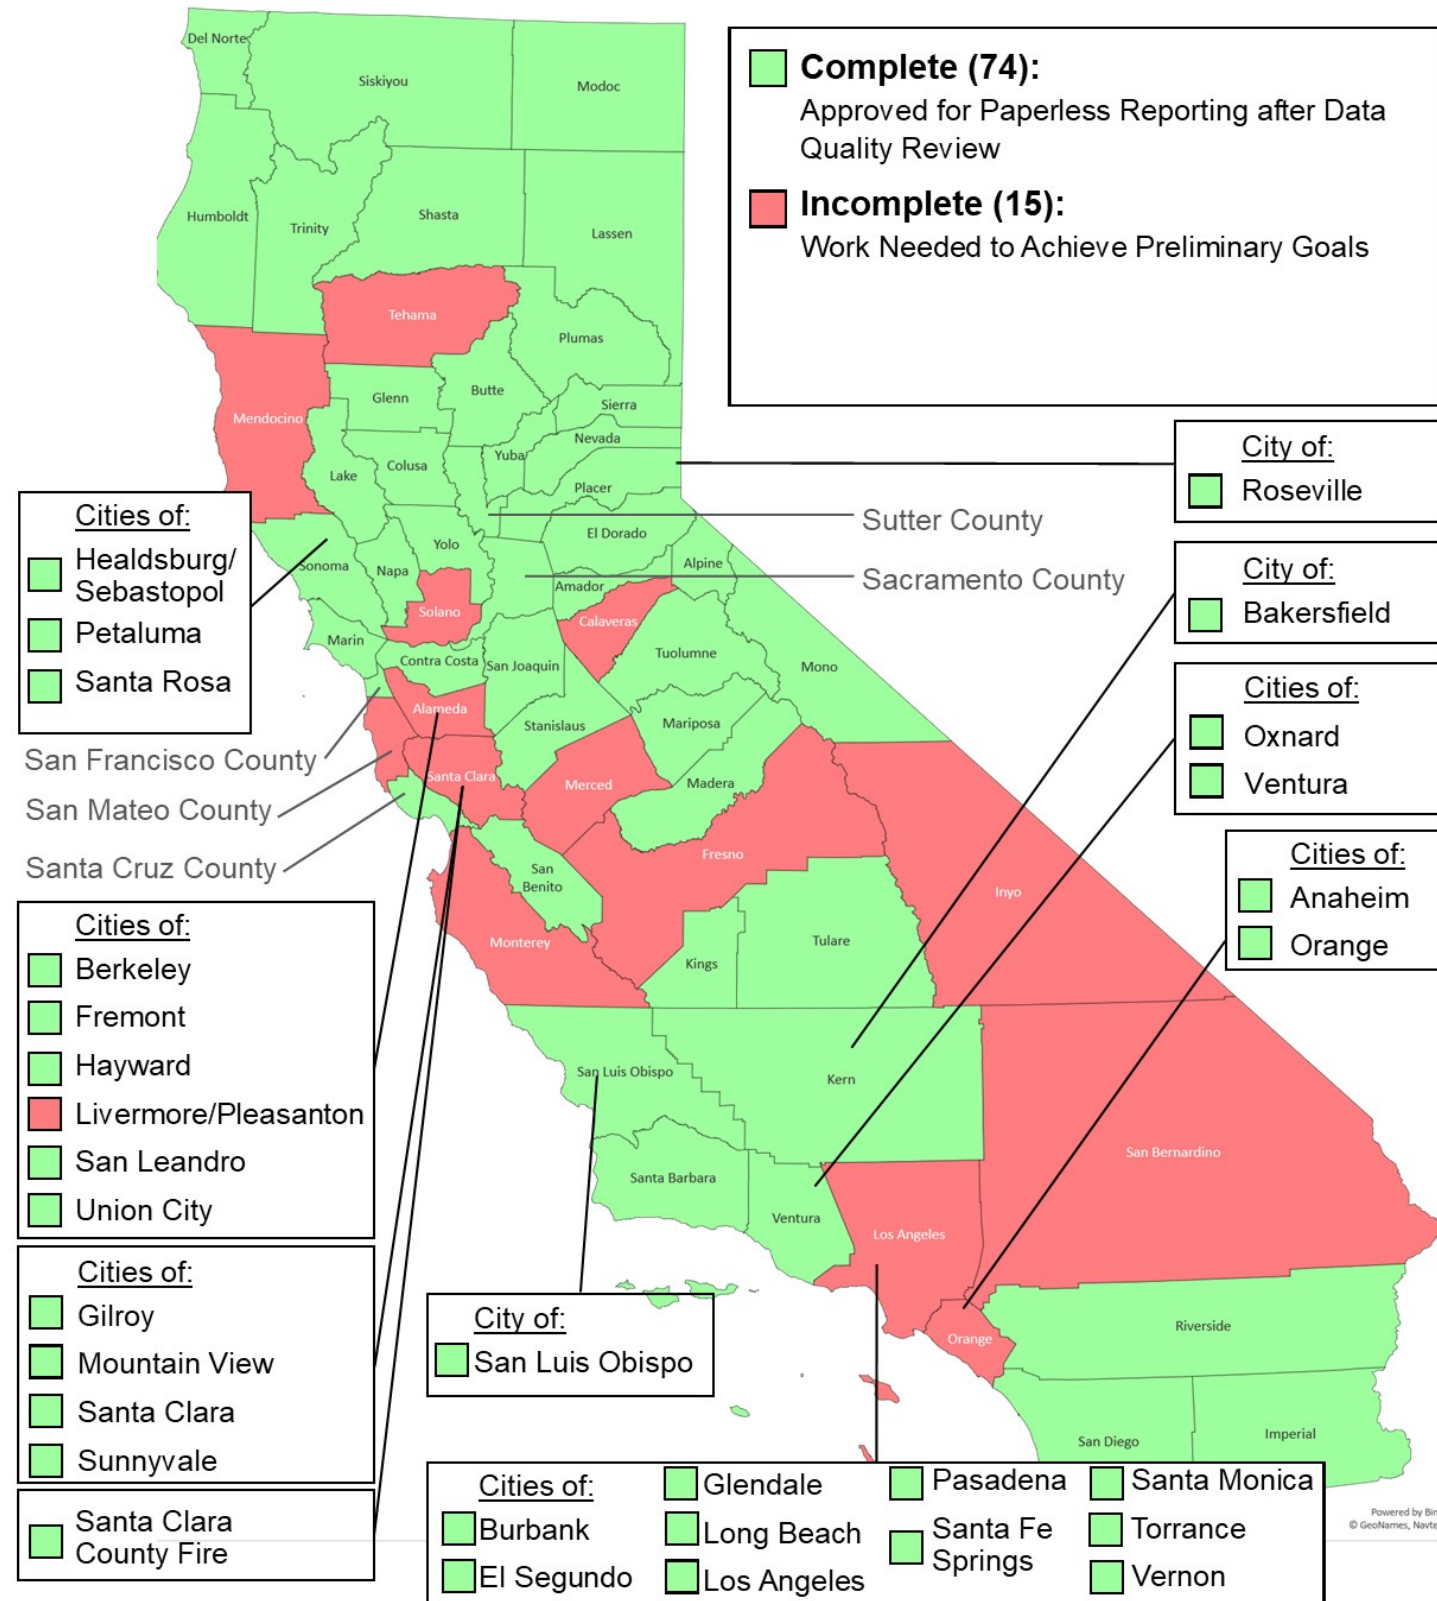 Del Norte
Siskiyou
Modoc
Complete (74):
Approved for Paperless Reporting after Data
Quality Review
Incomplete (15):
Work Needed to Achieve Preliminary Goals
Humboldt
Trinity
Shasta
Lassen
Tehama
Plumas
Mendocino
Glenn
Butte
Sierra
Nevada
Yuba
Lake
Colusa
Placer
City of:
Roseville
Cities of:
Healdsburg/
Sebastopol
Petaluma
Santa Rosa
Sutter County
El Dorado
Yolo
Sonoma
Napa
Alpine
Sacramento County
Amador
City of:
Bakersfield
Solano
Calaveras
Marin
Contra Costa
San Joaquin
Tuolumne
Mono
Alameda
Stanislaus
Mariposa
Cities of:
Oxnard
Ventura
San Francisco County
San Mateo County
Santa Cruz County
Santa Clara
Merced
Madera
Fresno
San
Benito
Inyo
Cities of:
Anaheim
Orange
Monterey
Kings
Tulare
Cities of:
Berkeley
Fremont
Hayward
Livermore/Pleasanton
San Leandro
Union City
San Luis Obispo
Kern
San Bernardino
Santa Barbara
Ventura
Los Angeles
Cities of:
Gilroy
Mountain View
Santa Clara
Sunnyvale
City of:
San Luis Obispo
Orange
Riverside
San Diego
Imperial
Santa Clara
County Fire
Cities of:
Burbank
El Segundo
Glendale
Long Beach
Los Angeles
Pasadena
Santa Fe
Springs
Santa Monica
Torrance
Vernon
Powered by Bin
© GeoNames, Navte